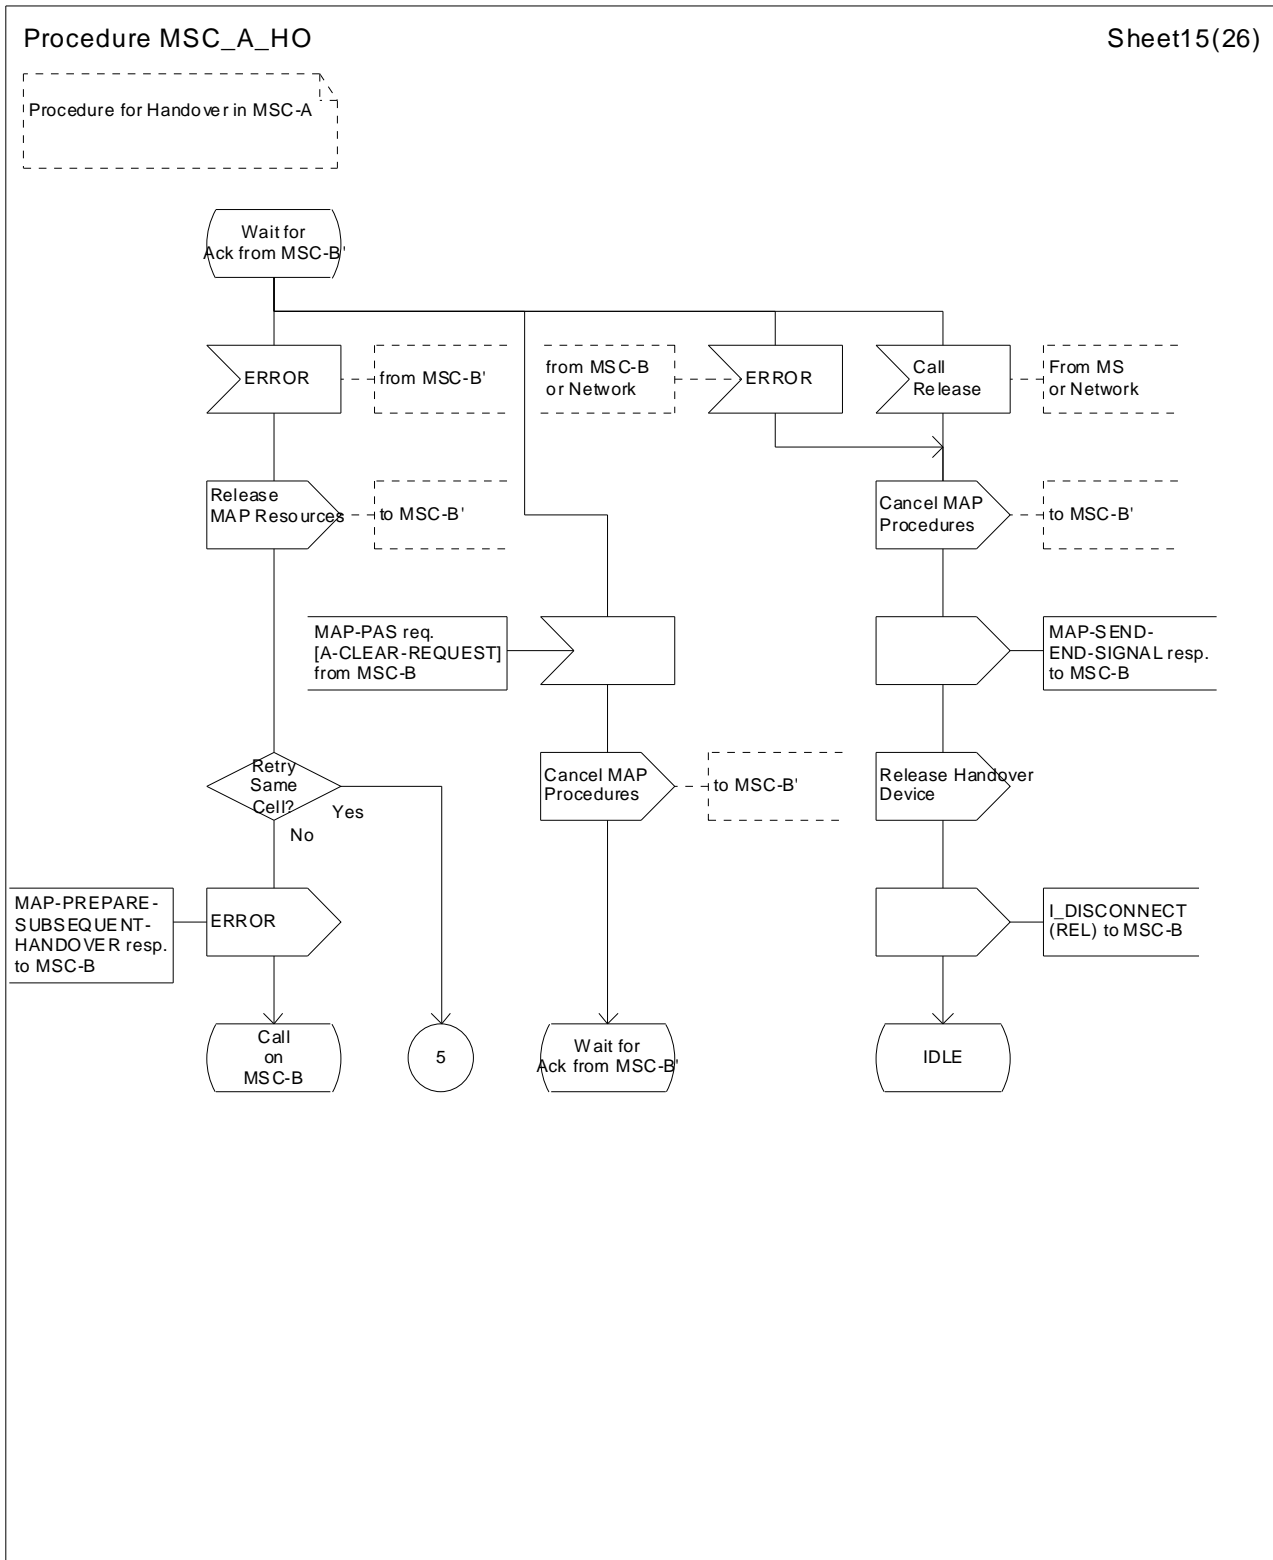 Procedure MSC_A_HO
Sheet15(26)
Procedure for Handover in MSC-A
Wait for
Ack from MSC-B'
ERROR
from MSC-B'
from MSC-B
or Network
ERROR
Call
Release
From MS
or Network
Release
MAP Resources
to MSC-B'
Cancel MAP
Procedures
to MSC-B'
MAP-PAS req.
[A-CLEAR-REQUEST]
from MSC-B
MAP-SEND-
END-SIGNAL resp.
to MSC-B
Retry
Same
Cell?
Yes
No
Cancel MAP
Procedures
to MSC-B'
Release Handover
Device
MAP-PREPARE-
SUBSEQUENT-
HANDOVER resp.
to MSC-B
ERROR
I_DISCONNECT
(REL) to MSC-B
Call
on
MSC-B
5
Wait for
Ack from MSC-B'
IDLE